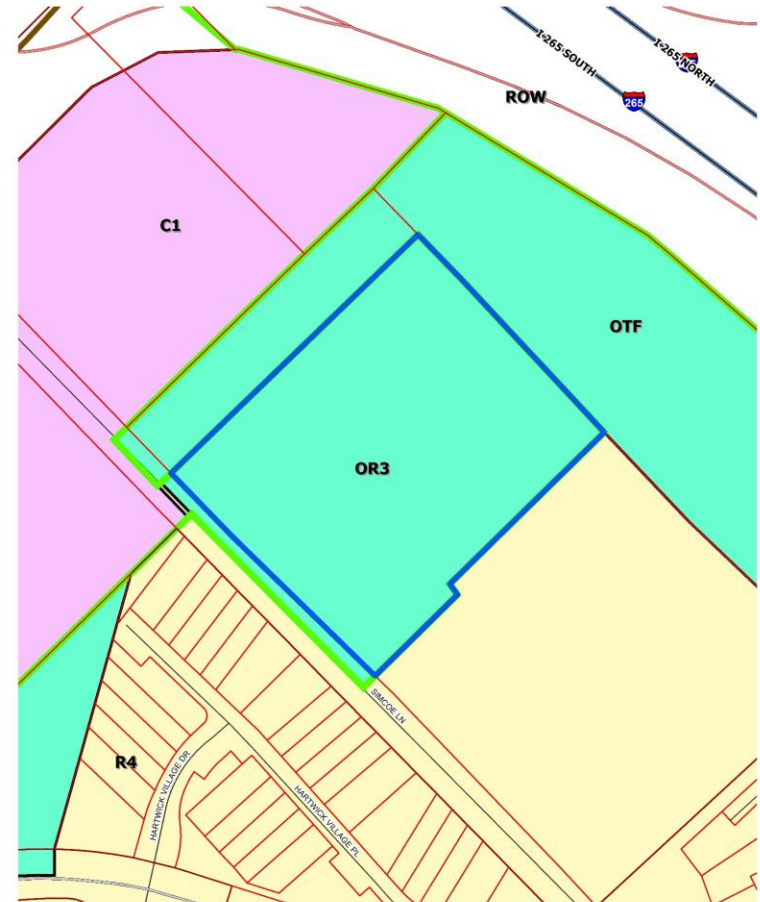 I-265 SOUTH
I-265 NORTH
265
ROW
C1
OTF
OR3
SIMCOE LN
R4
HARTWICK VILLAGE DR
HARTWICK VILLAGE PL